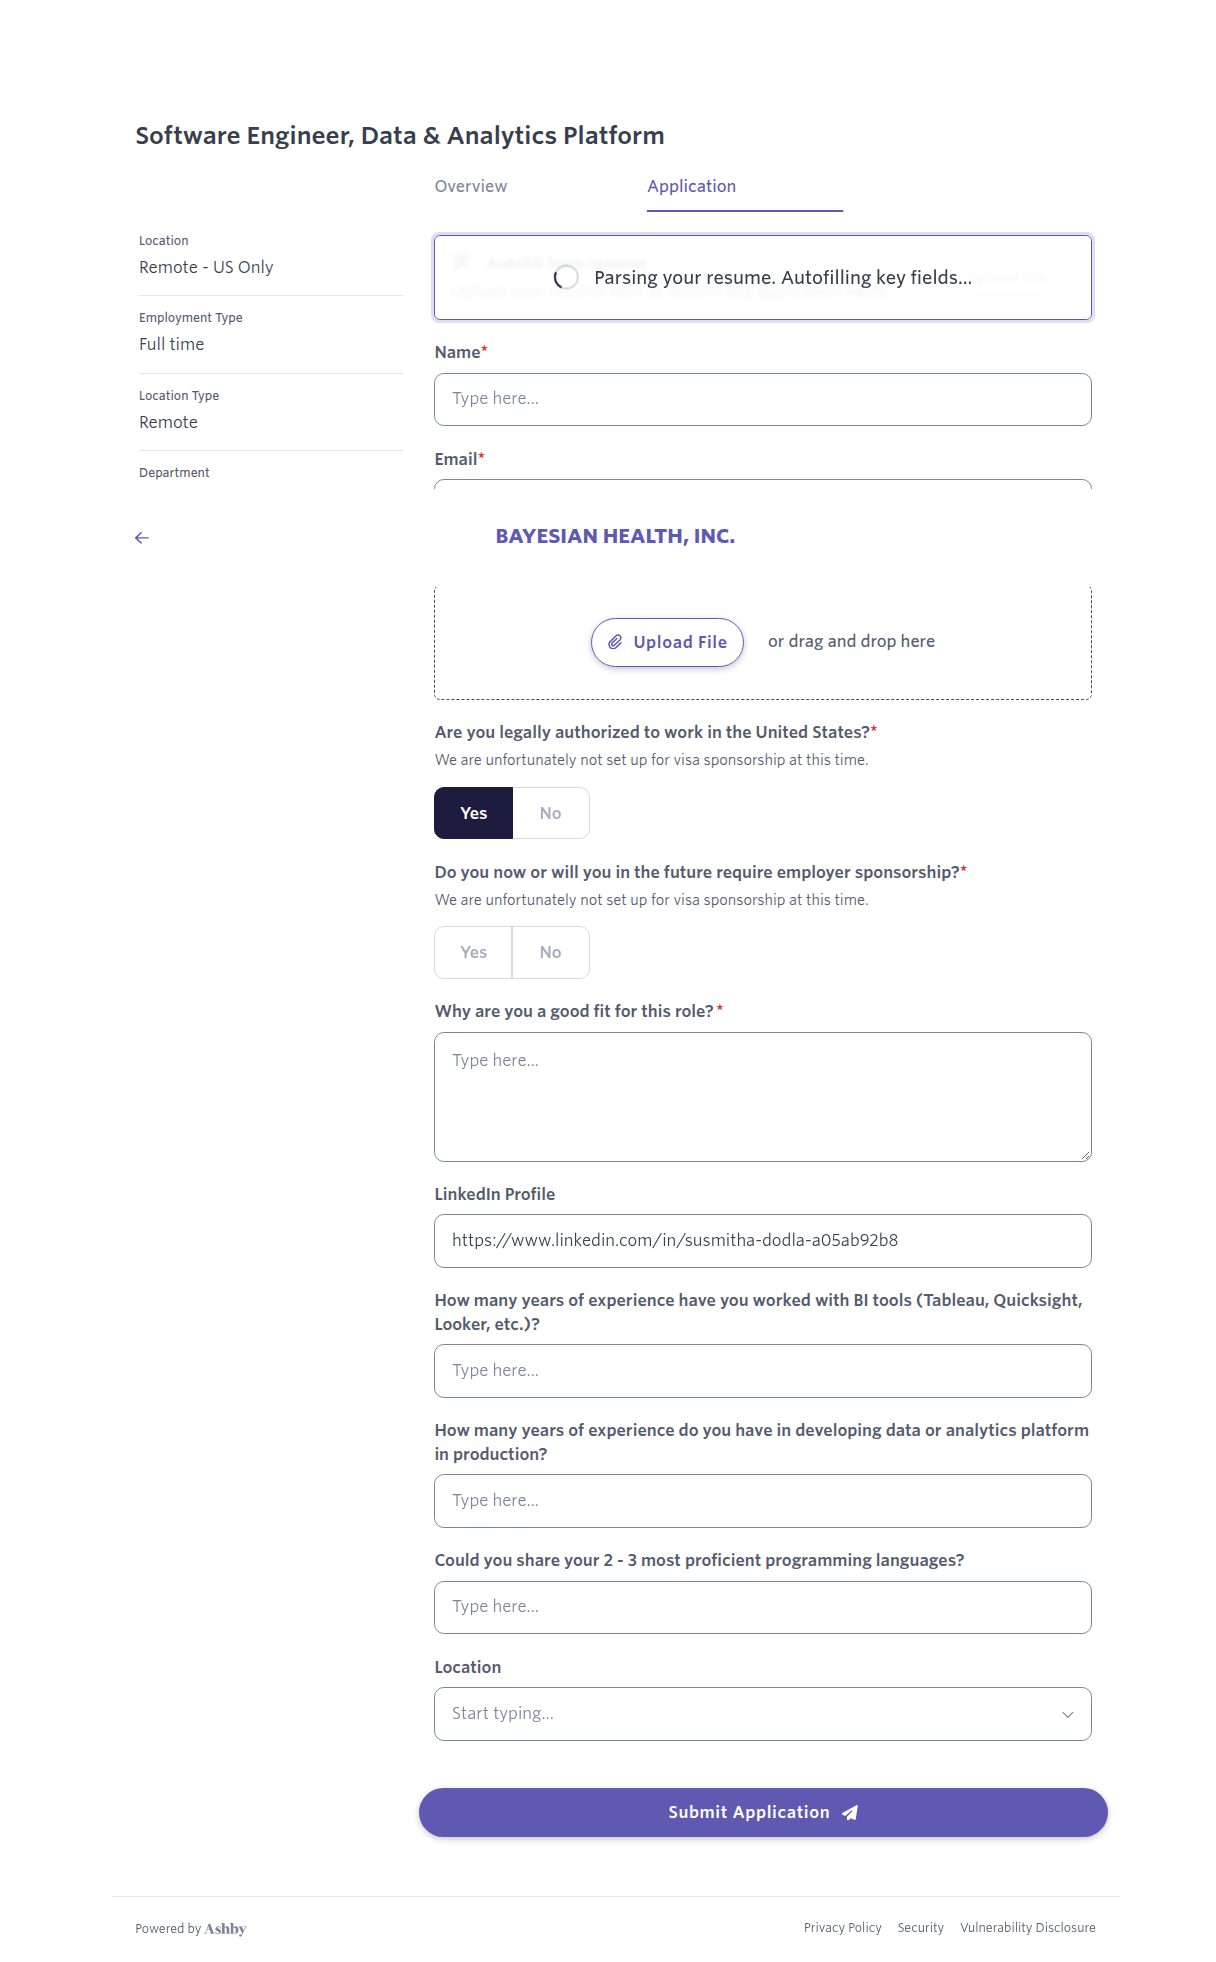 Software Engineer, Data & Analytics Platform
Overview
Application
Location
Remote - US Only
Employment Type
Full time
Location Type
Remote
Department
Parsing your resume. Autofilling key fields...
Name*
Type here...
Email*
BAYESIAN HEALTH, INC.
Upload File
or drag and drop here
Are you legally authorized to work in the United States?*
We are unfortunately not set up for visa sponsorship at this time.
Yes
No
Do you now or will you in the future require employer sponsorship?*
We are unfortunately not set up for visa sponsorship at this time.
Yes
No
Why are you a good fit for this role?*
Type here...
LinkedIn Profile
https://www.linkedin.com/in/susmitha-dodla-a05ab92b8
How many years of experience have you worked with BI tools (Tableau, Quicksight,
Looker, etc.)?
Type here...
How many years of experience do you have in developing data or analytics platform
in production?
Type here...
Could you share your 2 - 3 most proficient programming languages?
Type here...
Location
Start typing...
Submit Application
Powered by Ashby
Privacy Policy
Security
Vulnerability Disclosure